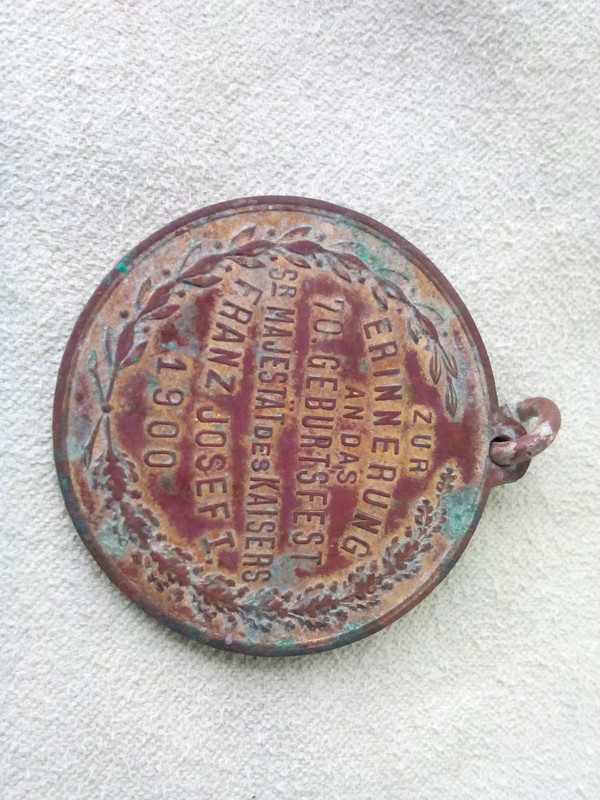 ZUR
ERINNERUNG
AN DAS
70. GEBURTSFEST
SR MAJESTÄT DES KAISERS
FRANZ JOSEF I
1900